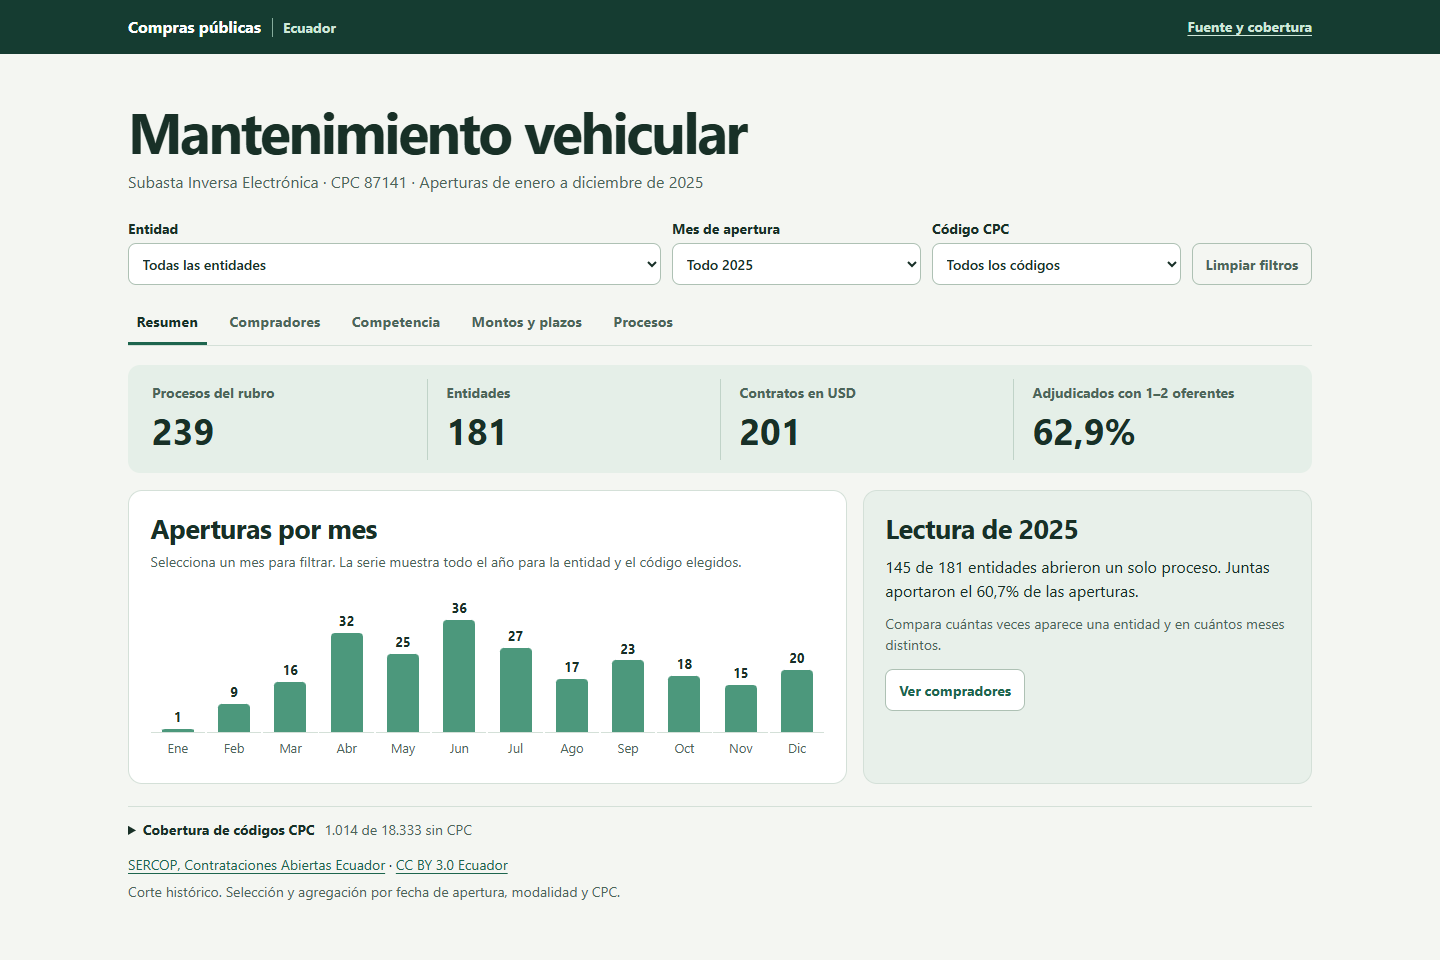 Compras públicas | Ecuador
Fuente y cobertura
Mantenimiento vehicular
Subasta Inversa Electrónica · CPC 87141 · Aperturas de enero a diciembre de 2025
Entidad
Mes de apertura
Código CPC
Todas las entidades
Todo 2025
Todos los códigos
Limpiar filtros
Resumen
Compradores
Competencia
Montos y plazos
Procesos
Procesos del rubro
239
Entidades
181
Contratos en USD
201
Adjudicados con 1–2 oferentes
62,9%
Aperturas por mes
Selecciona un mes para filtrar. La serie muestra todo el año para la entidad y el código elegidos.
1
9
16
32
25
36
27
17
23
18
15
20
Ene
Feb
Mar
Abr
May
Jun
Jul
Ago
Sep
Oct
Nov
Dic
Lectura de 2025
145 de 181 entidades abrieron un solo proceso. Juntas
aportaron el 60,7% de las aperturas.
Compara cuántas veces aparece una entidad y en cuántos meses
distintos.
Ver compradores
Cobertura de códigos CPC 1.014 de 18.333 sin CPC
SERCOP, Contrataciones Abiertas Ecuador · CC BY 3.0 Ecuador
Corte histórico. Selección y agregación por fecha de apertura, modalidad y CPC.